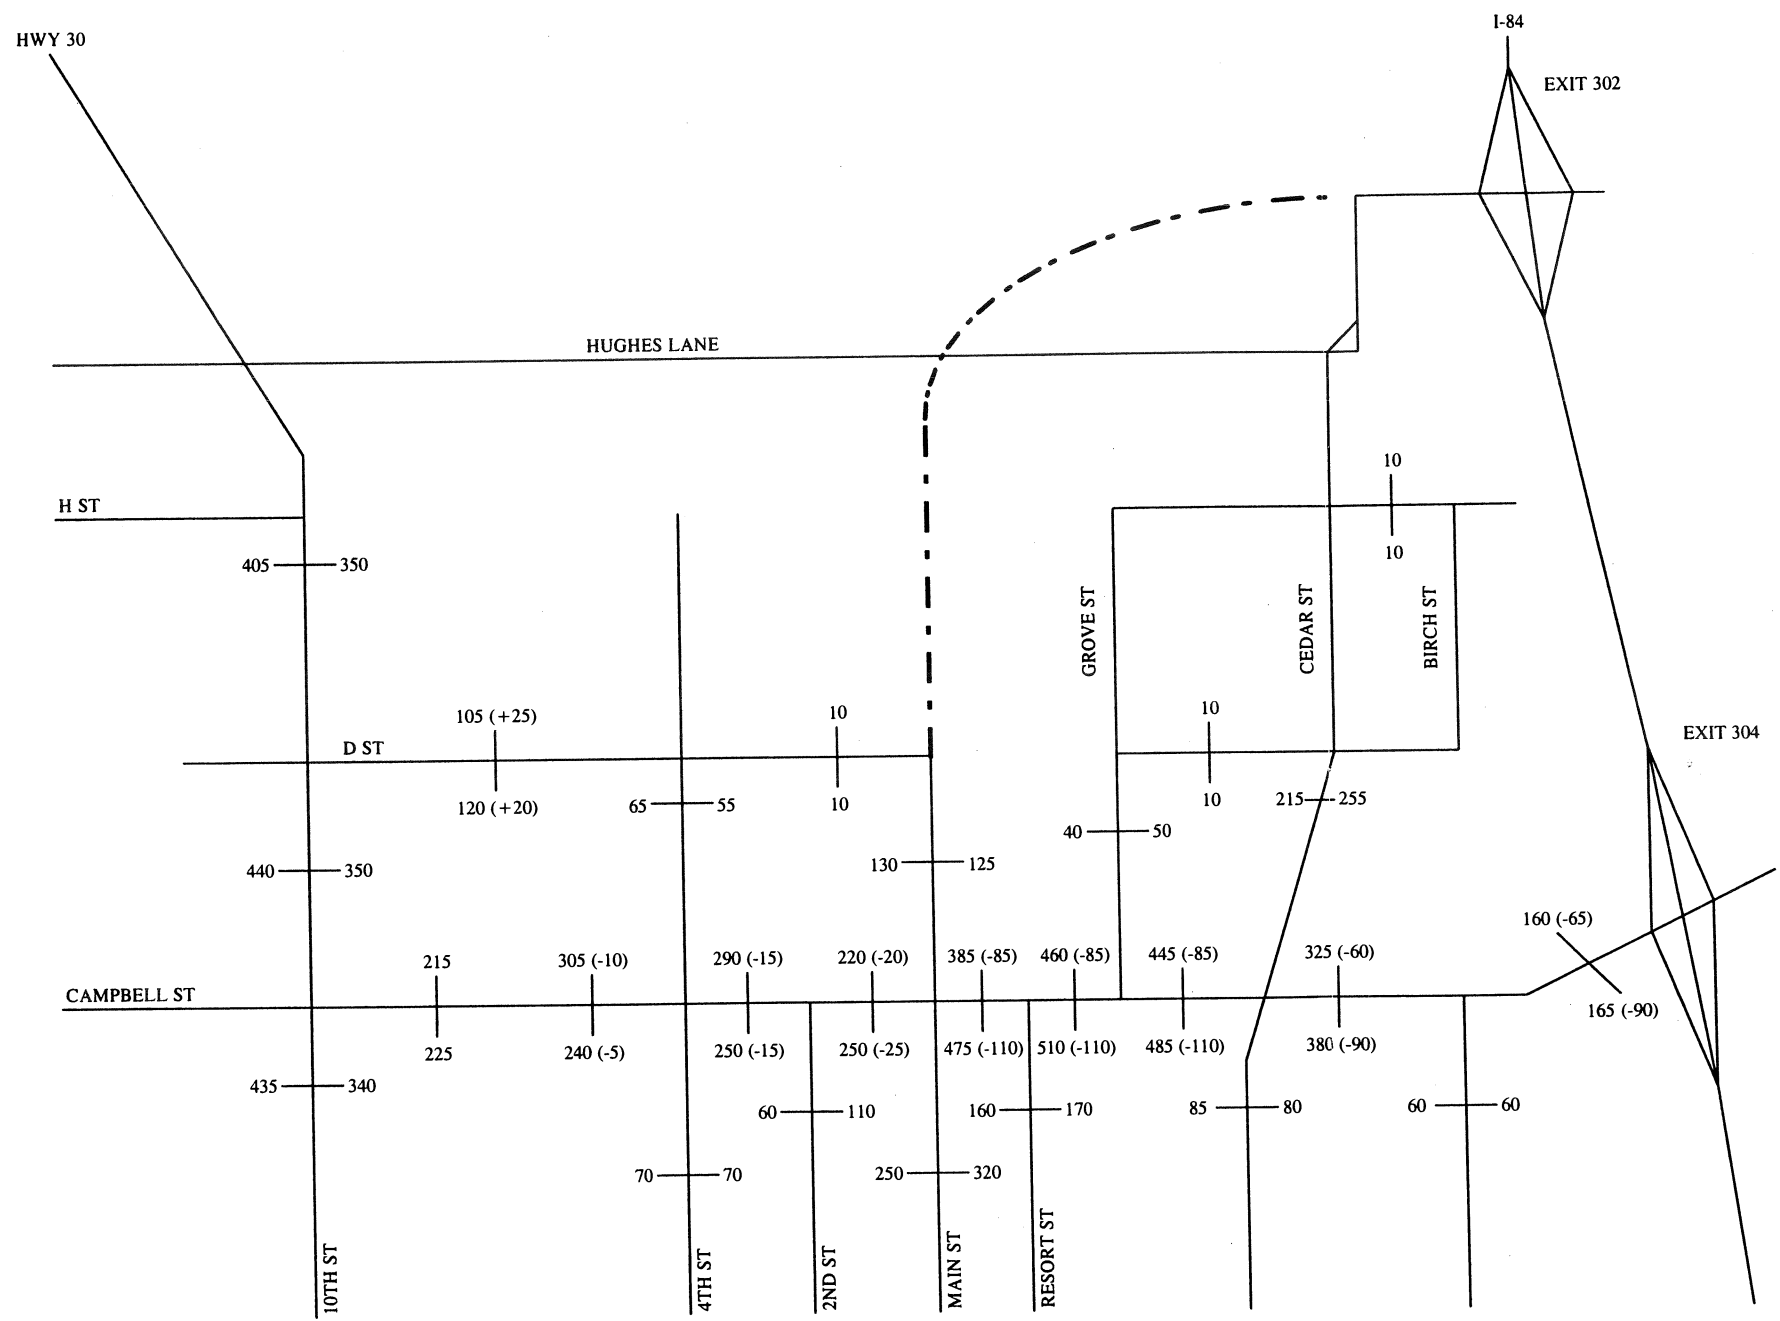 I-84
HWY 30
EXIT 302
HUGHES LANE
10
H ST
10
405 350
GROVE ST
CEDAR ST
BIRCH ST
105 (+25)
10
10
EXIT 304
D ST
120 (+20)
65 55
10
10
215 255
40 50
130 125
440 350
160 (-65)
215
305 (-10)
290 (-15)
220 (-20)
385 (-85)
460 (-85)
445 (-85)
325 (-60)
CAMPBELL ST
165 (-90)
225
240 (-5)
250 (-15)
250 (-25)
475 (-110)
510 (-110)
485 (-110)
380 (-90)
435 340
60 110
160 170
85 80
60 60
70 70
250 320
10TH ST
4TH ST
2ND ST
MAIN ST
RESORT ST